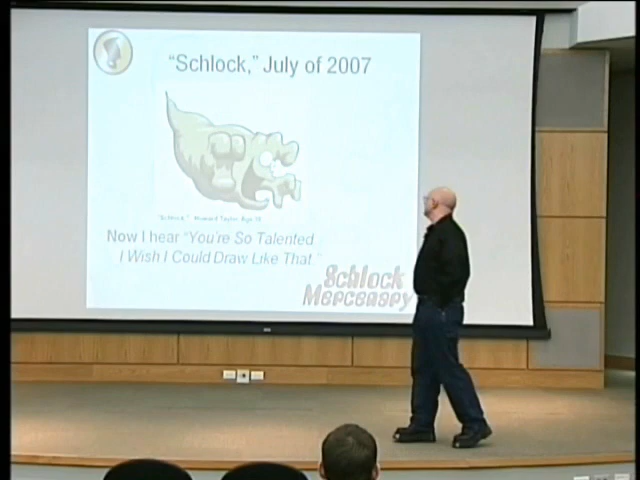 "Schlock," July of 2007
"Schlock," Howard Tayler, Age 39
Now I hear "You're So Talented.
I Wish I Could Draw Like That."
Schlock
Mercenary